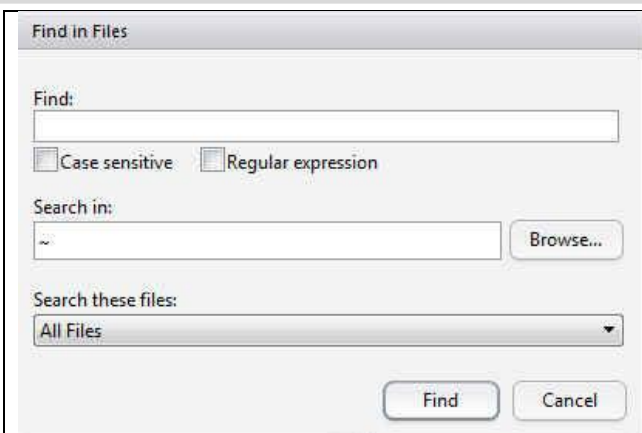 Find in Files
Find:
Case sensitive Regular expression
Search in:
~ Browse...
Search these files:
All Files
Find Cancel